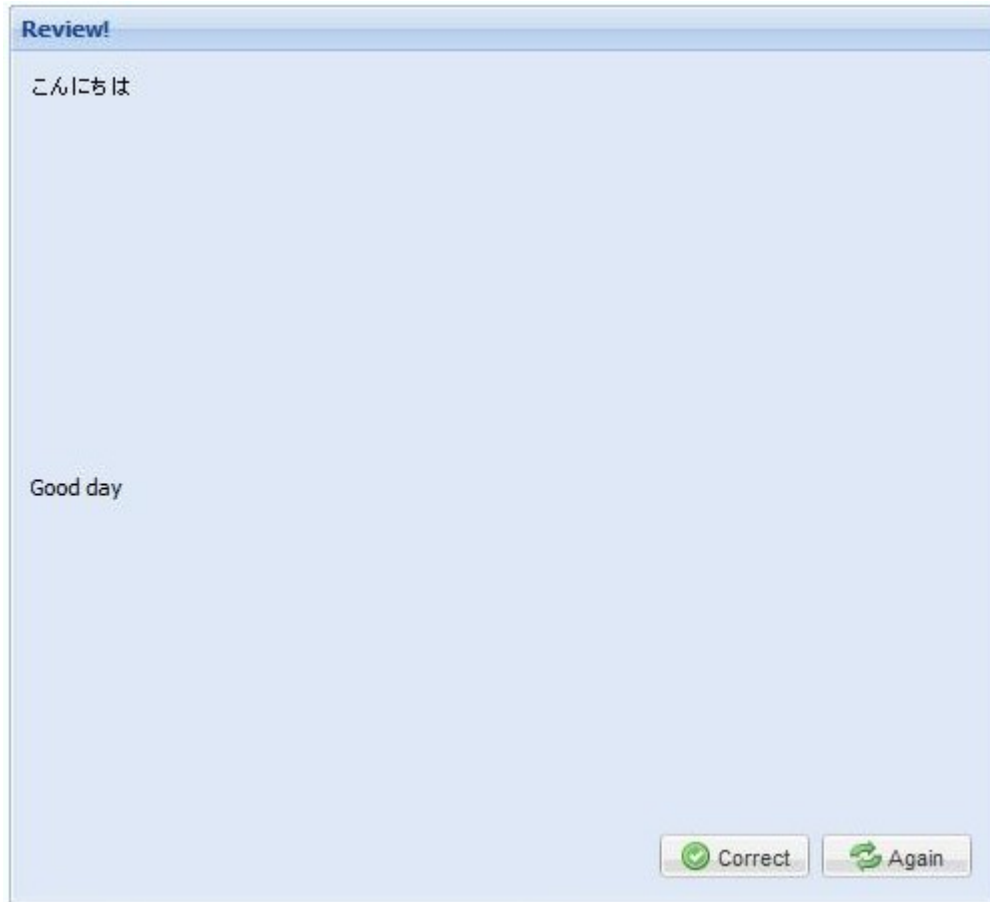 Review!
こんにちは
Good day
Correct
Again